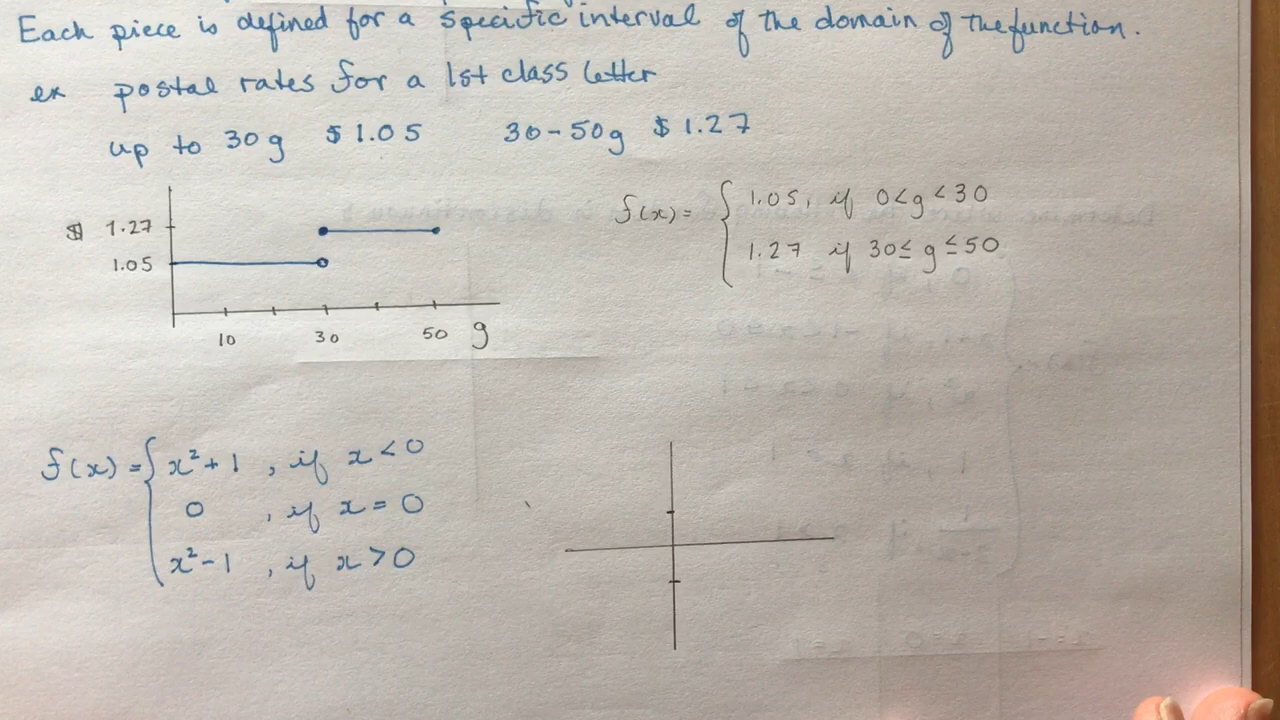 Each piece is defined for a specific interval of the domain of the function.
ex postal rates for a 1st class letter
up to 30g $1.05 30-50g $1.27
f(x)= { 1.05, if 0<g<30
1.27 if 30≤g≤50
$ 1.27
1.05
10 30 50 g
f(x)= { x²+1, if x<0
0, if x=0
x²-1, if x>0